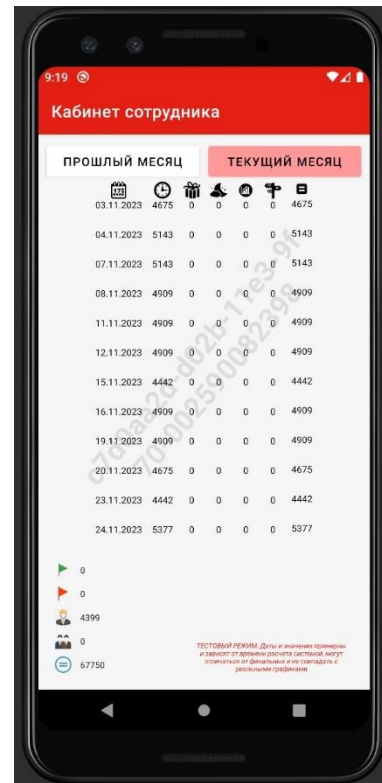 9:19
Кабинет сотрудника
ПРОШЛЫЙ МЕСЯЦ
ТЕКУЩИЙ МЕСЯЦ
03.11.2023 4675 0 0 0 0 4675
04.11.2023 5143 0 0 0 0 5143
07.11.2023 5143 0 0 0 0 5143
08.11.2023 4909 0 0 0 0 4909
11.11.2023 4909 0 0 0 0 4909
12.11.2023 4909 0 0 0 0 4909
15.11.2023 4442 0 0 0 0 4442
16.11.2023 4909 0 0 0 0 4909
19.11.2023 4909 0 0 0 0 4909
20.11.2023 4675 0 0 0 0 4675
23.11.2023 4442 0 0 0 0 4442
24.11.2023 5377 0 0 0 0 5377
c7d0aa2d-d02b-11e3-9f
70-002590082398
0
0
4399
0
67750
ТЕСТОВЫЙ РЕЖИМ: Даты и значения примерны
и зависят от времени расчета системой, могут
отличаться от финальных и не совпадать с
реальными графиками